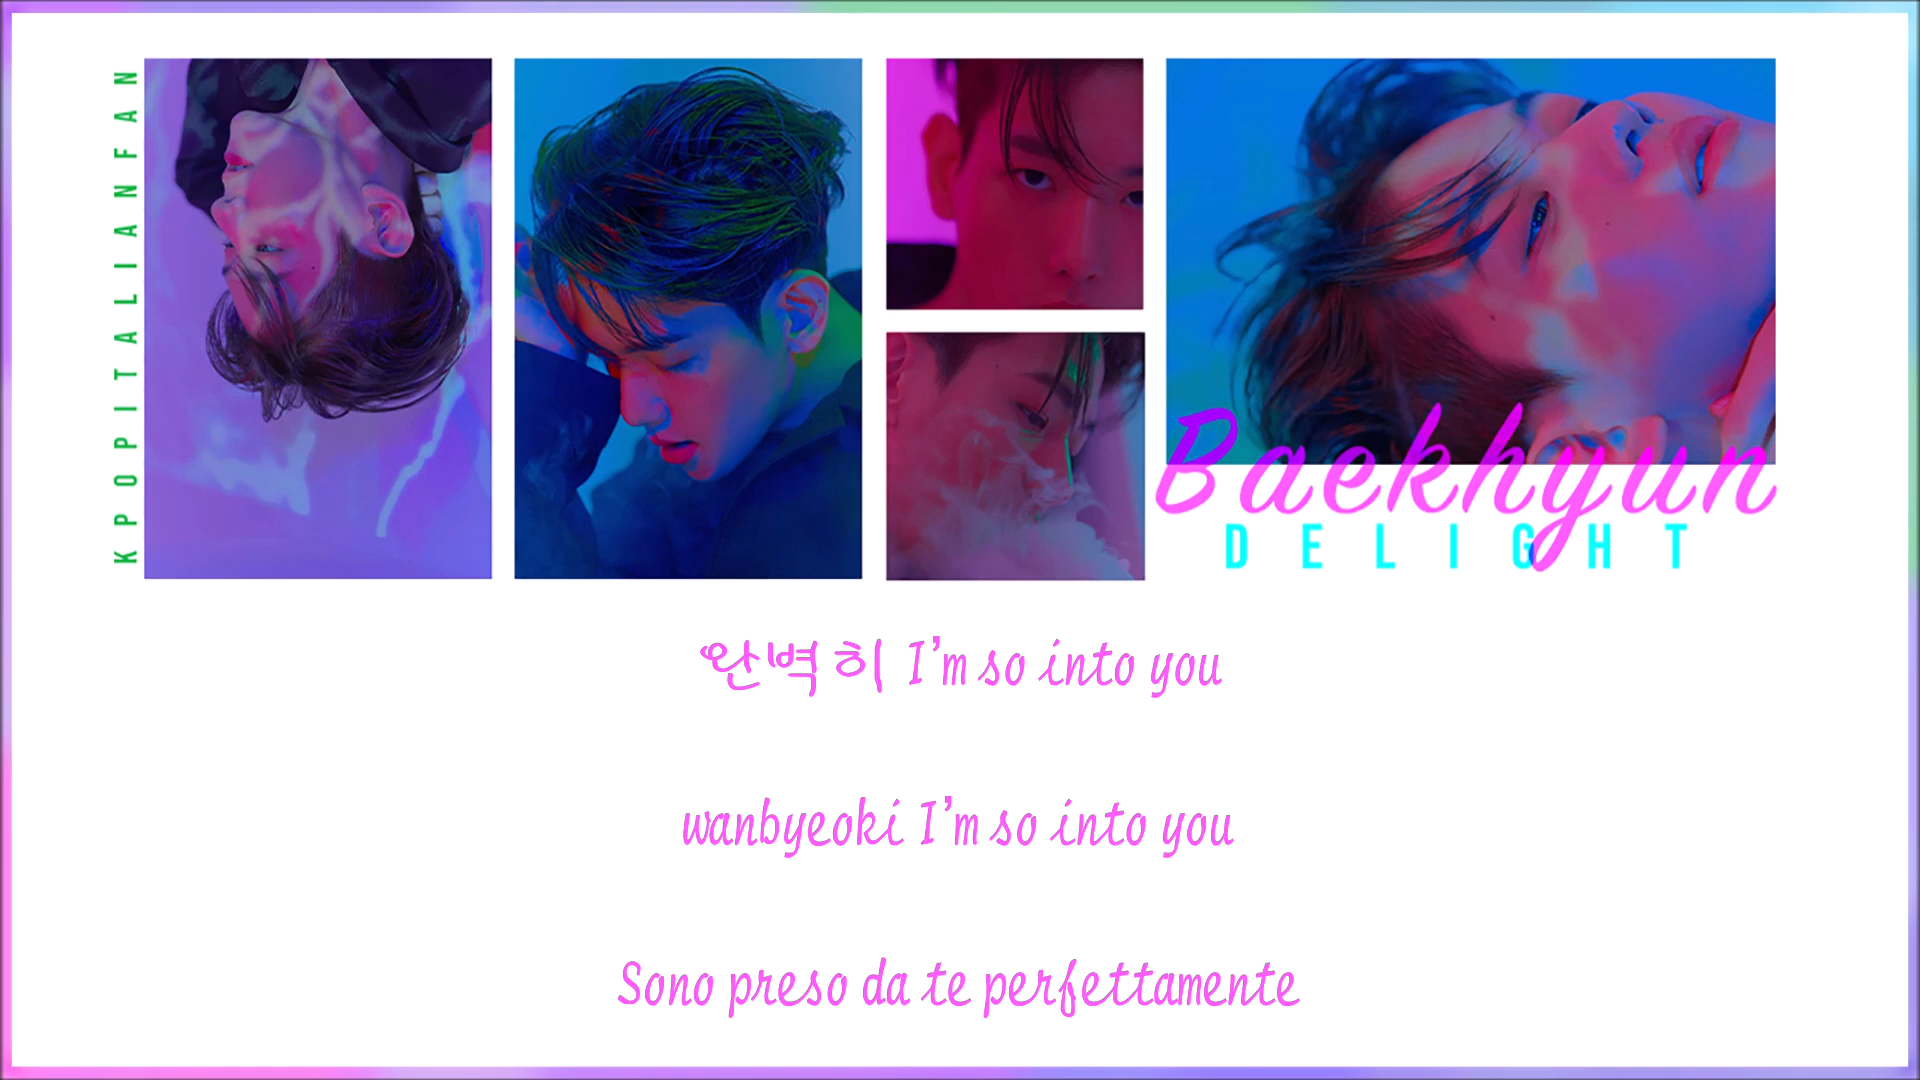 KPOPITALIANFAN
Baekhyun
DELIGHT
완벽히 I'm so into you
wanbyeoki I'm so into you
Sono preso da te perfettamente